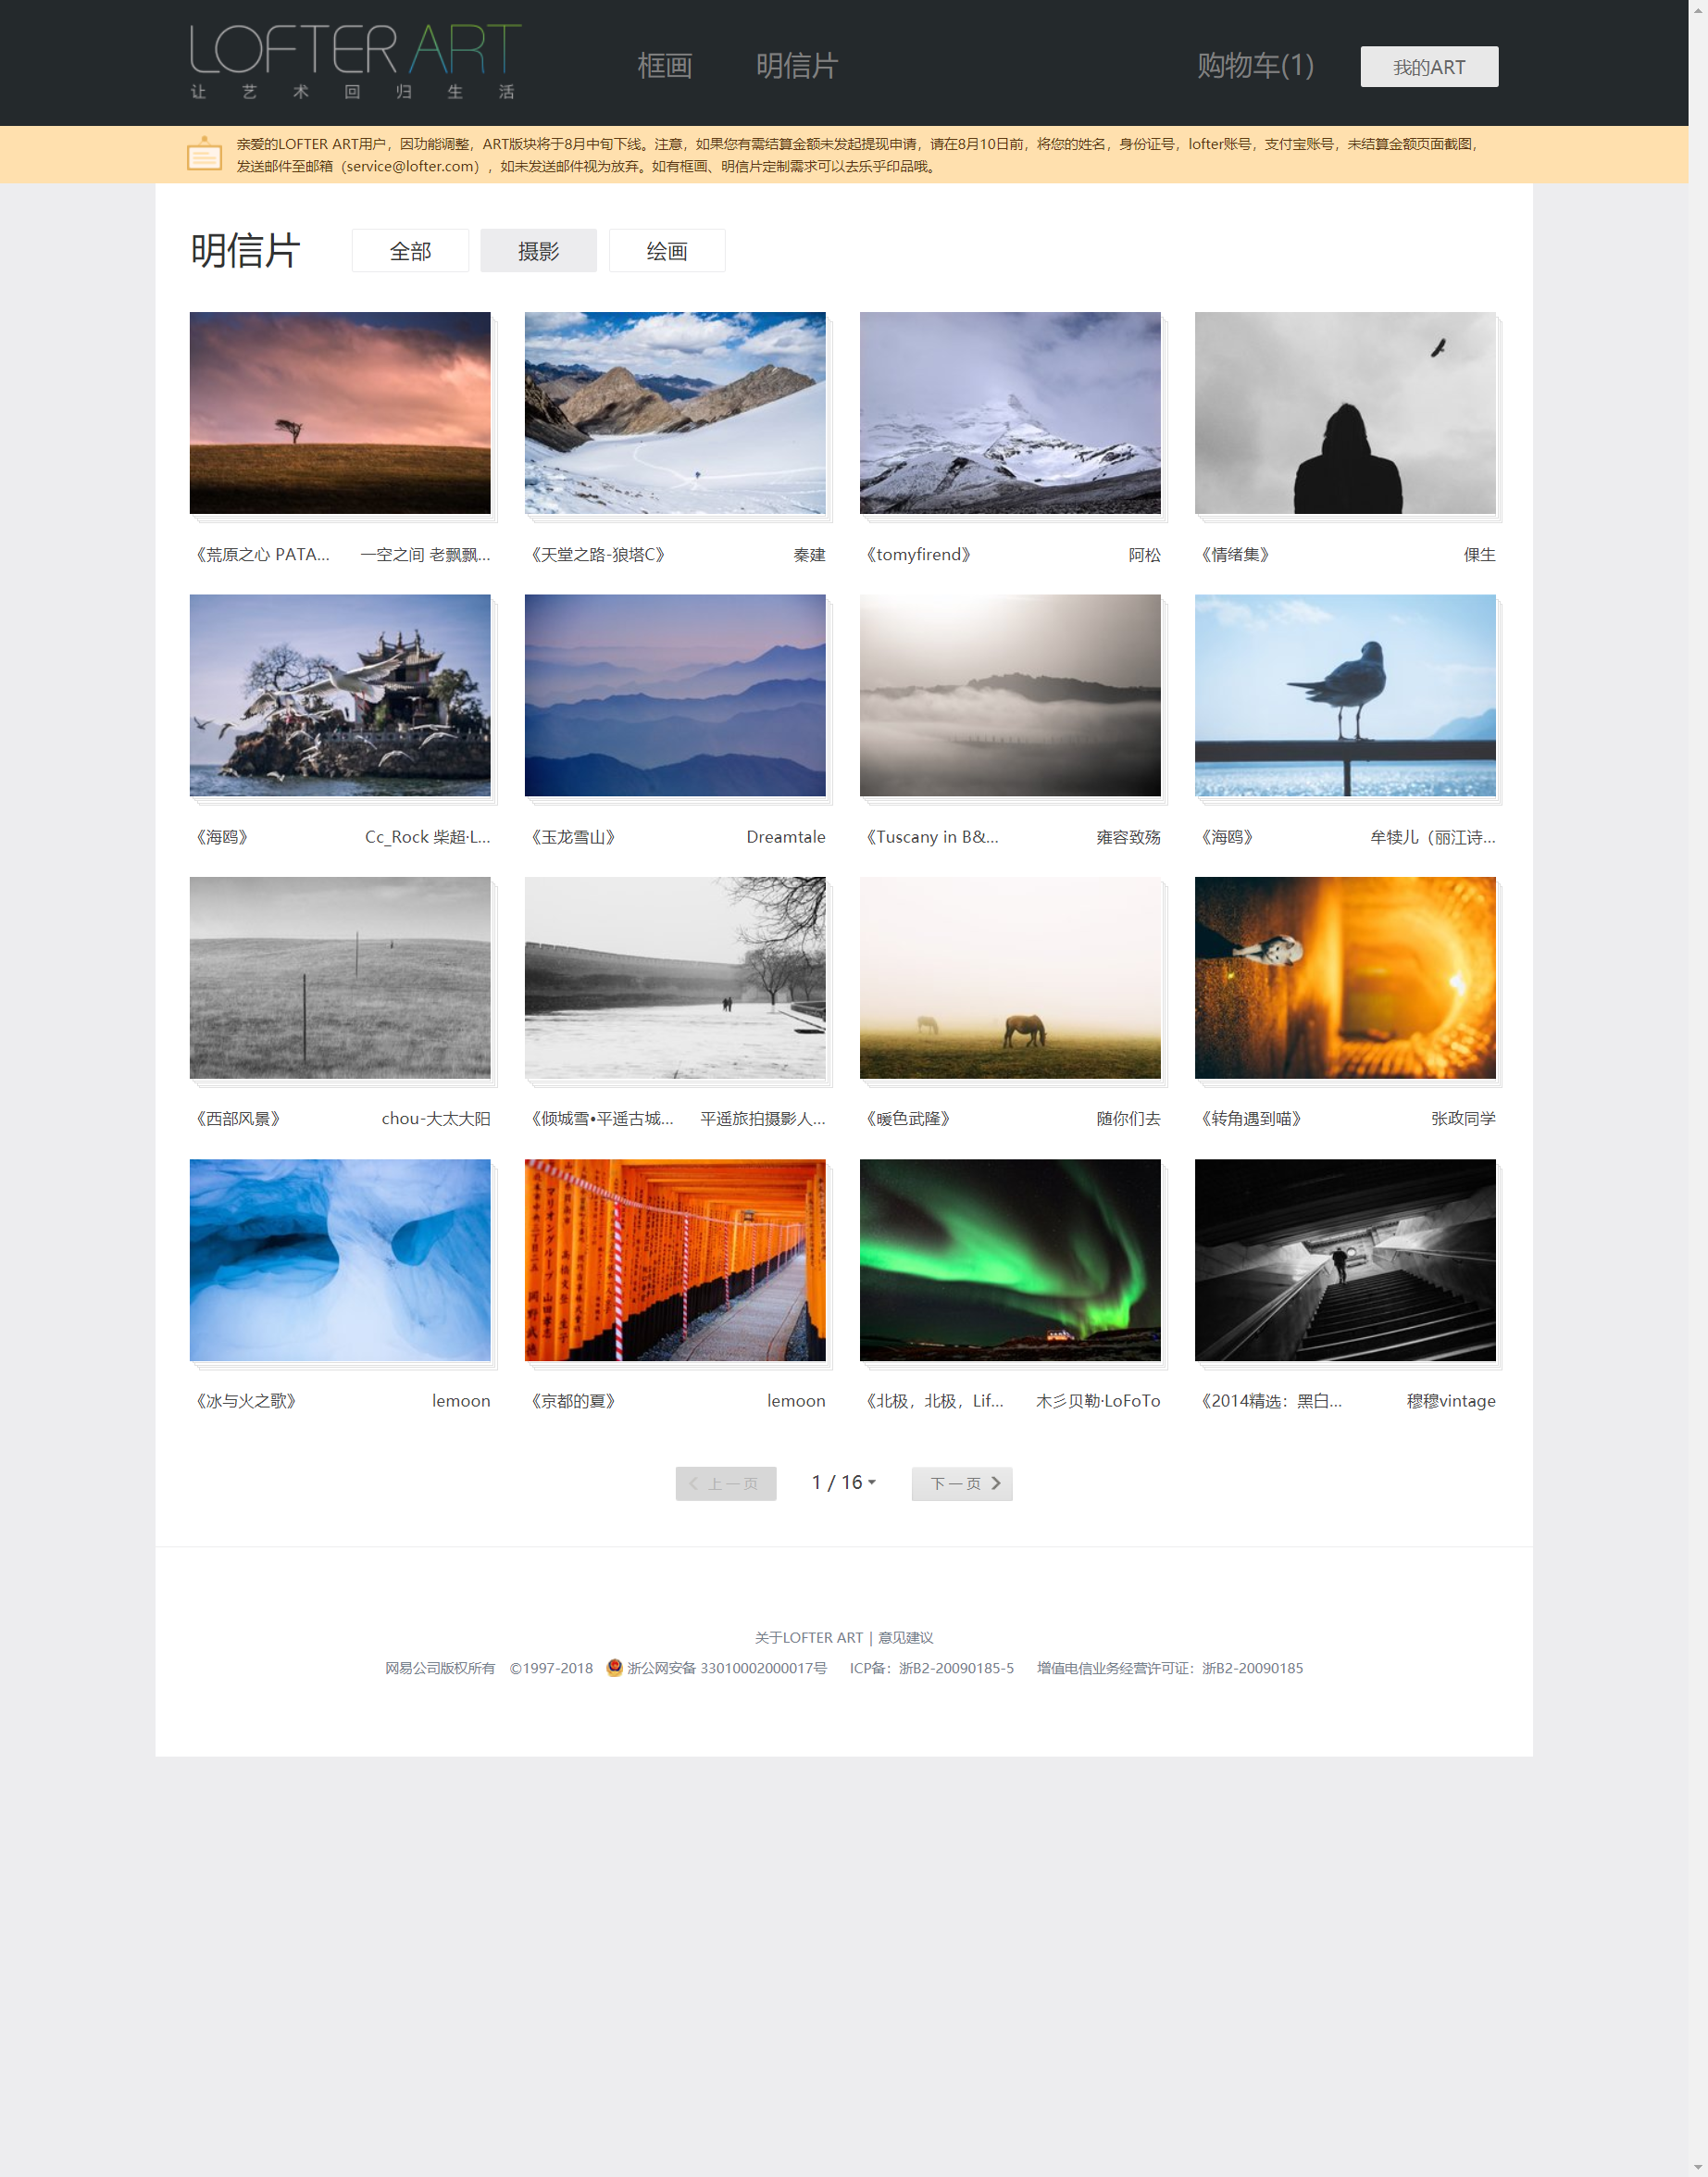 LOFTER ART
让艺术回归生活
框画
明信片
购物车(1)
我的ART
亲爱的LOFTER ART用户，因功能调整，ART版块将于8月中旬下线。注意，如果您有需结算金额未发起提现申请，请在8月10日前，将您的姓名，身份证号，lofter账号，支付宝账号，未结算金额页面截图，
发送邮件至邮箱（service@lofter.com），如未发送邮件视为放弃。如有框画、明信片定制需求可以去乐乎印品哦。
明信片
全部
摄影
绘画
《荒原之心 PATA... 一空之间 老飘飘...
《天堂之路-狼塔C》 秦建
《tomyfirend》 阿松
《情绪集》 倮生
《海鸥》 Cc_Rock 柴超·L...
《玉龙雪山》 Dreamtale
《Tuscany in B&... 雍容致殇
《海鸥》 牟犊儿（丽江诗...
《西部风景》 chou-大太大阳
《倾城雪•平遥古城... 平遥旅拍摄影人...
《暖色武隆》 随你们去
《转角遇到喵》 张政同学
マリオングループ
《冰与火之歌》 lemoon
《京都的夏》 lemoon
《北极，北极，Lif... 木彡贝勒·LoFoTo
《2014精选：黑白... 穆穆vintage
上一页
1 / 16
下一页
关于LOFTER ART | 意见建议
网易公司版权所有 ©1997-2018 浙公网安备 33010002000017号 ICP备：浙B2-20090185-5 增值电信业务经营许可证：浙B2-20090185